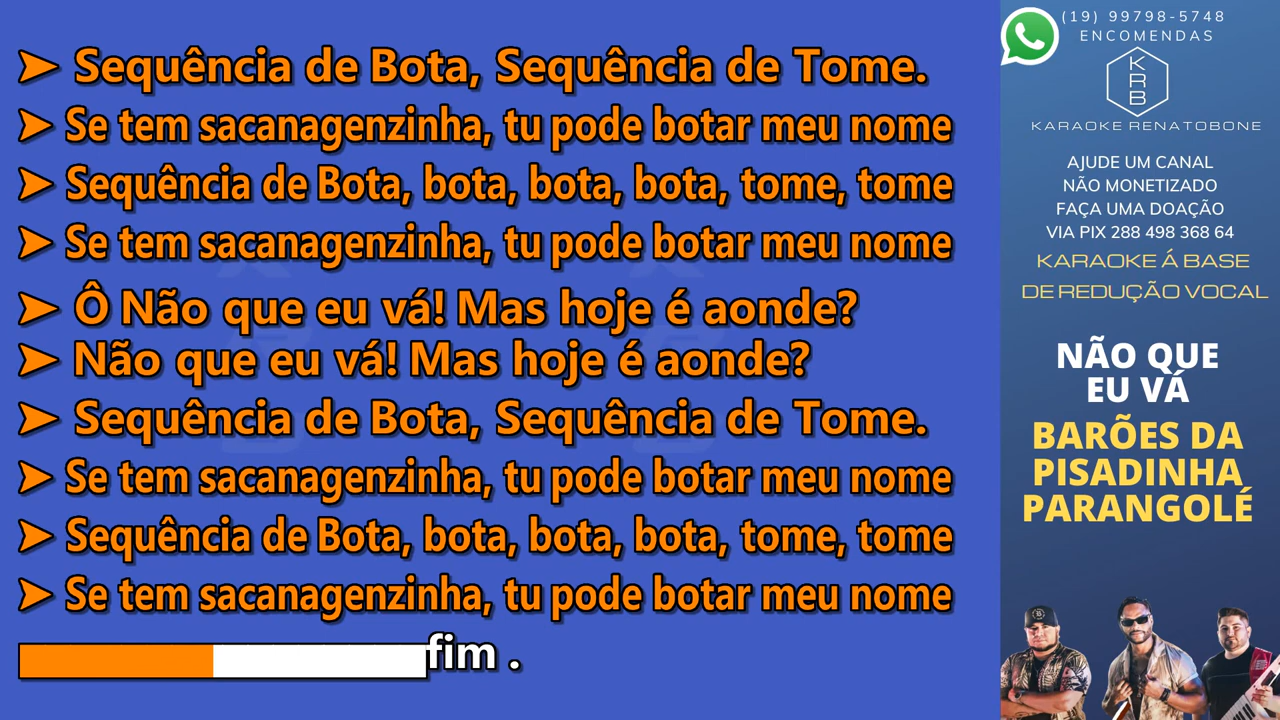 ➤ Sequência de Bota, Sequência de Tome.
➤ Se tem sacanagenzinha, tu pode botar meu nome
➤ Sequência de Bota, bota, bota, bota, tome, tome
➤ Se tem sacanagenzinha, tu pode botar meu nome
➤ Ô Não que eu vá! Mas hoje é aonde?
➤ Não que eu vá! Mas hoje é aonde?
➤ Sequência de Bota, Sequência de Tome.
➤ Se tem sacanagenzinha, tu pode botar meu nome
➤ Sequência de Bota, bota, bota, bota, tome, tome
➤ Se tem sacanagenzinha, tu pode botar meu nome
fim .
(19) 99798-5748
ENCOMENDAS
K
R
B
KARAOKE RENATOBONE
AJUDE UM CANAL
NÃO MONETIZADO
FAÇA UMA DOAÇÃO
VIA PIX 288 498 368 64
KARAOKE Á BASE
DE REDUÇÃO VOCAL
NÃO QUE
EU VÁ
BARÕES DA
PISADINHA
PARANGOLÉ